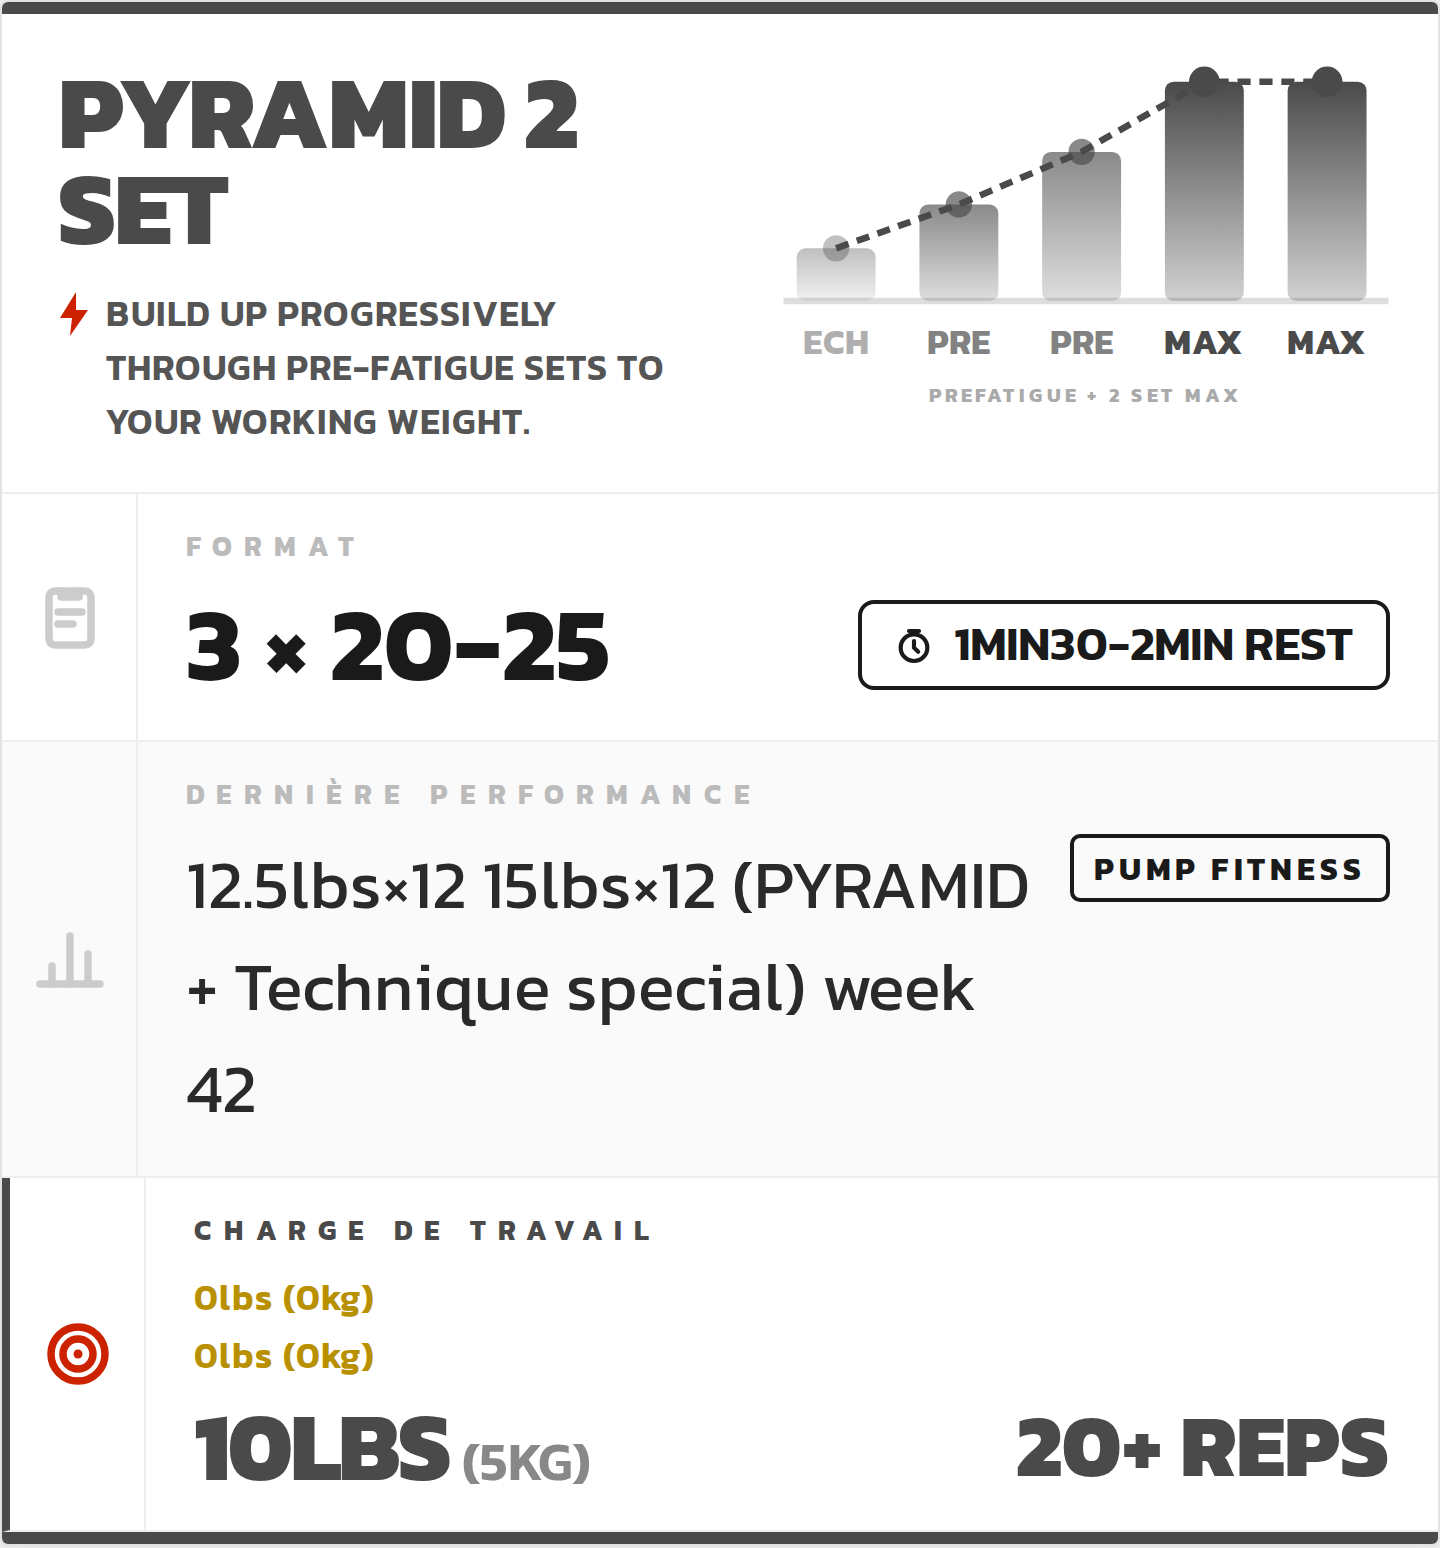 PYRAMID 2
SET
BUILD UP PROGRESSIVELY
THROUGH PRE-FATIGUE SETS TO
YOUR WORKING WEIGHT.
ECH PRE PRE MAX MAX
PREFATIGUE + 2 SET MAX
FORMAT
3 × 20-25
1MIN30-2MIN REST
DERNIÈRE PERFORMANCE
12.5lbs×12 15lbs×12 (PYRAMID
+ Technique special) week
42
PUMP FITNESS
CHARGE DE TRAVAIL
0lbs (0kg)
0lbs (0kg)
10LBS (5KG)
20+ REPS